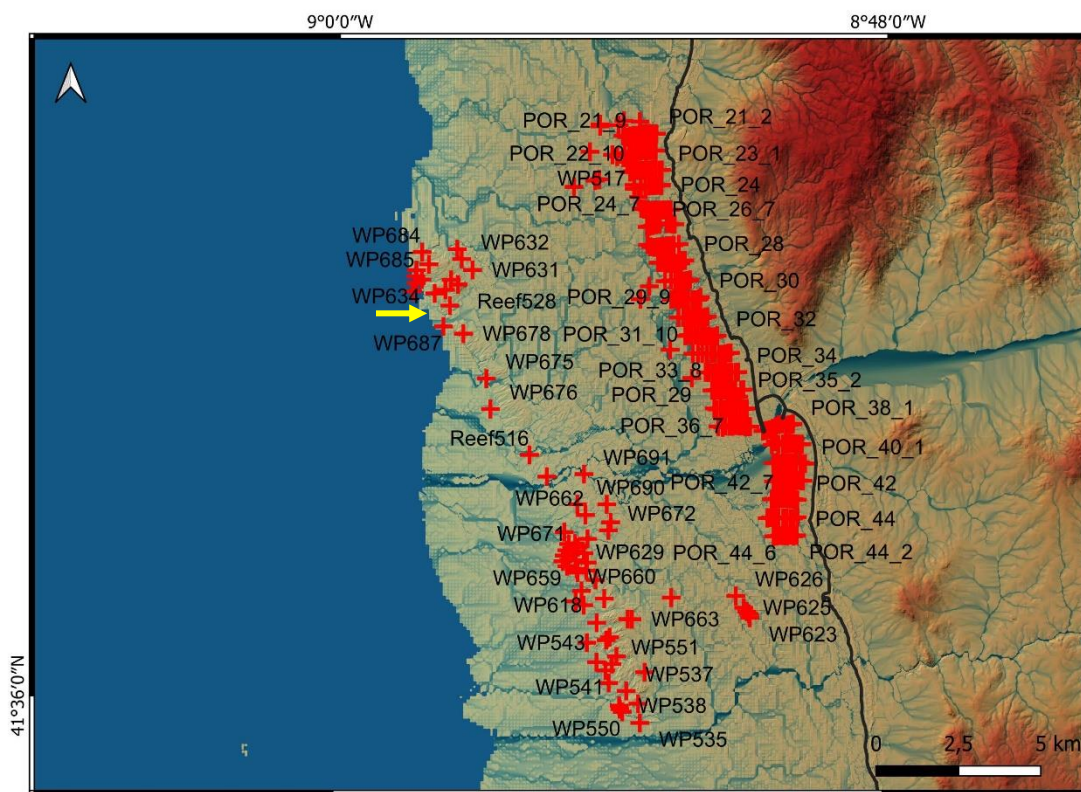 9°0′0″W
8°48′0″W
POR_21_9
POR_21_2
POR_22_10
POR_23_1
WP517
POR_24
POR_24_7
POR_26_7
WP684
WP632
POR_28
WP685
WP631
POR_30
WP634
Reef528
POR_29_9
POR_32
WP687
WP678
POR_31_10
POR_34
WP675
POR_33_8
POR_35_2
WP676
POR_29
POR_38_1
POR_36_7
Reef516
POR_40_1
WP691
WP690
POR_42_7
POR_42
WP662
WP672
POR_44
WP671
WP629
POR_44_6
POR_44_2
WP659
WP660
WP626
WP618
WP663
WP625
WP623
WP543
WP551
WP537
WP541
WP538
WP550
WP535
41°36′0″N
0
2,5
5 km